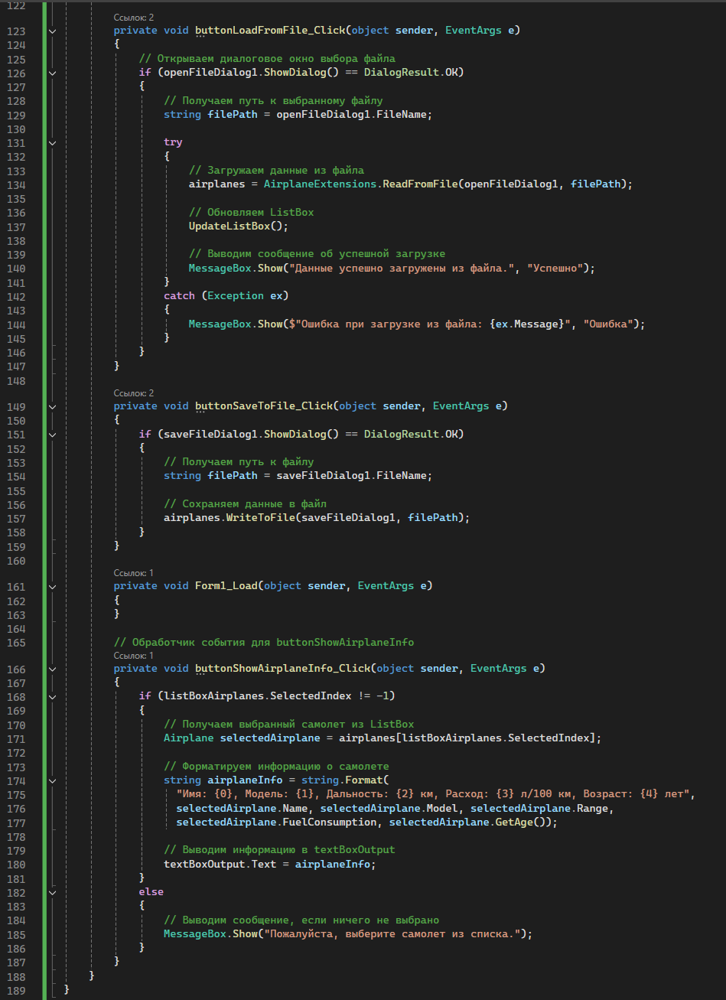 122
Ссылок: 2
123 private void buttonLoadFromFile_Click(object sender, EventArgs e)
124 {
125 // Открываем диалоговое окно выбора файла
126 if (openFileDialog1.ShowDialog() == DialogResult.OK)
127 {
128 // Получаем путь к выбранному файлу
129 string filePath = openFileDialog1.FileName;
130
131 try
132 {
133 // Загружаем данные из файла
134 airplanes = AirplaneExtensions.ReadFromFile(openFileDialog1, filePath);
135
136 // Обновляем ListBox
137 UpdateListBox();
138
139 // Выводим сообщение об успешной загрузке
140 MessageBox.Show("Данные успешно загружены из файла.", "Успешно");
141 }
142 catch (Exception ex)
143 {
144 MessageBox.Show($"Ошибка при загрузке из файла: {ex.Message}", "Ошибка");
145 }
146 }
147 }
148
Ссылок: 2
149 private void buttonSaveToFile_Click(object sender, EventArgs e)
150 {
151 if (saveFileDialog1.ShowDialog() == DialogResult.OK)
152 {
153 // Получаем путь к файлу
154 string filePath = saveFileDialog1.FileName;
155
156 // Сохраняем данные в файл
157 airplanes.WriteToFile(saveFileDialog1, filePath);
158 }
159 }
160
Ссылок: 1
161 private void Form1_Load(object sender, EventArgs e)
162 {
163 }
164
165 // Обработчик события для buttonShowAirplaneInfo
Ссылок: 1
166 private void buttonShowAirplaneInfo_Click(object sender, EventArgs e)
167 {
168 if (listBoxAirplanes.SelectedIndex != -1)
169 {
170 // Получаем выбранный самолет из ListBox
171 Airplane selectedAirplane = airplanes[listBoxAirplanes.SelectedIndex];
172
173 // Форматируем информацию о самолете
174 string airplaneInfo = string.Format(
175 "Имя: {0}, Модель: {1}, Дальность: {2} км, Расход: {3} л/100 км, Возраст: {4} лет",
176 selectedAirplane.Name, selectedAirplane.Model, selectedAirplane.Range,
177 selectedAirplane.FuelConsumption, selectedAirplane.GetAge());
178
179 // Выводим информацию в textBoxOutput
180 textBoxOutput.Text = airplaneInfo;
181 }
182 else
183 {
184 // Выводим сообщение, если ничего не выбрано
185 MessageBox.Show("Пожалуйста, выберите самолет из списка.");
186 }
187 }
188 }
189 }